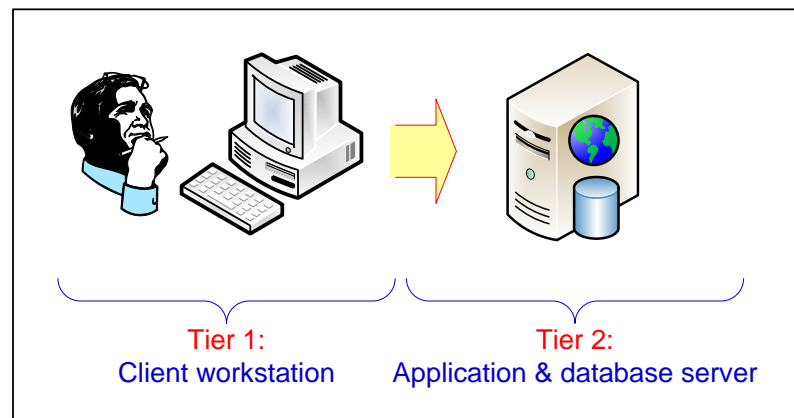 Tier 1:
Client workstation
Tier 2:
Application & database server